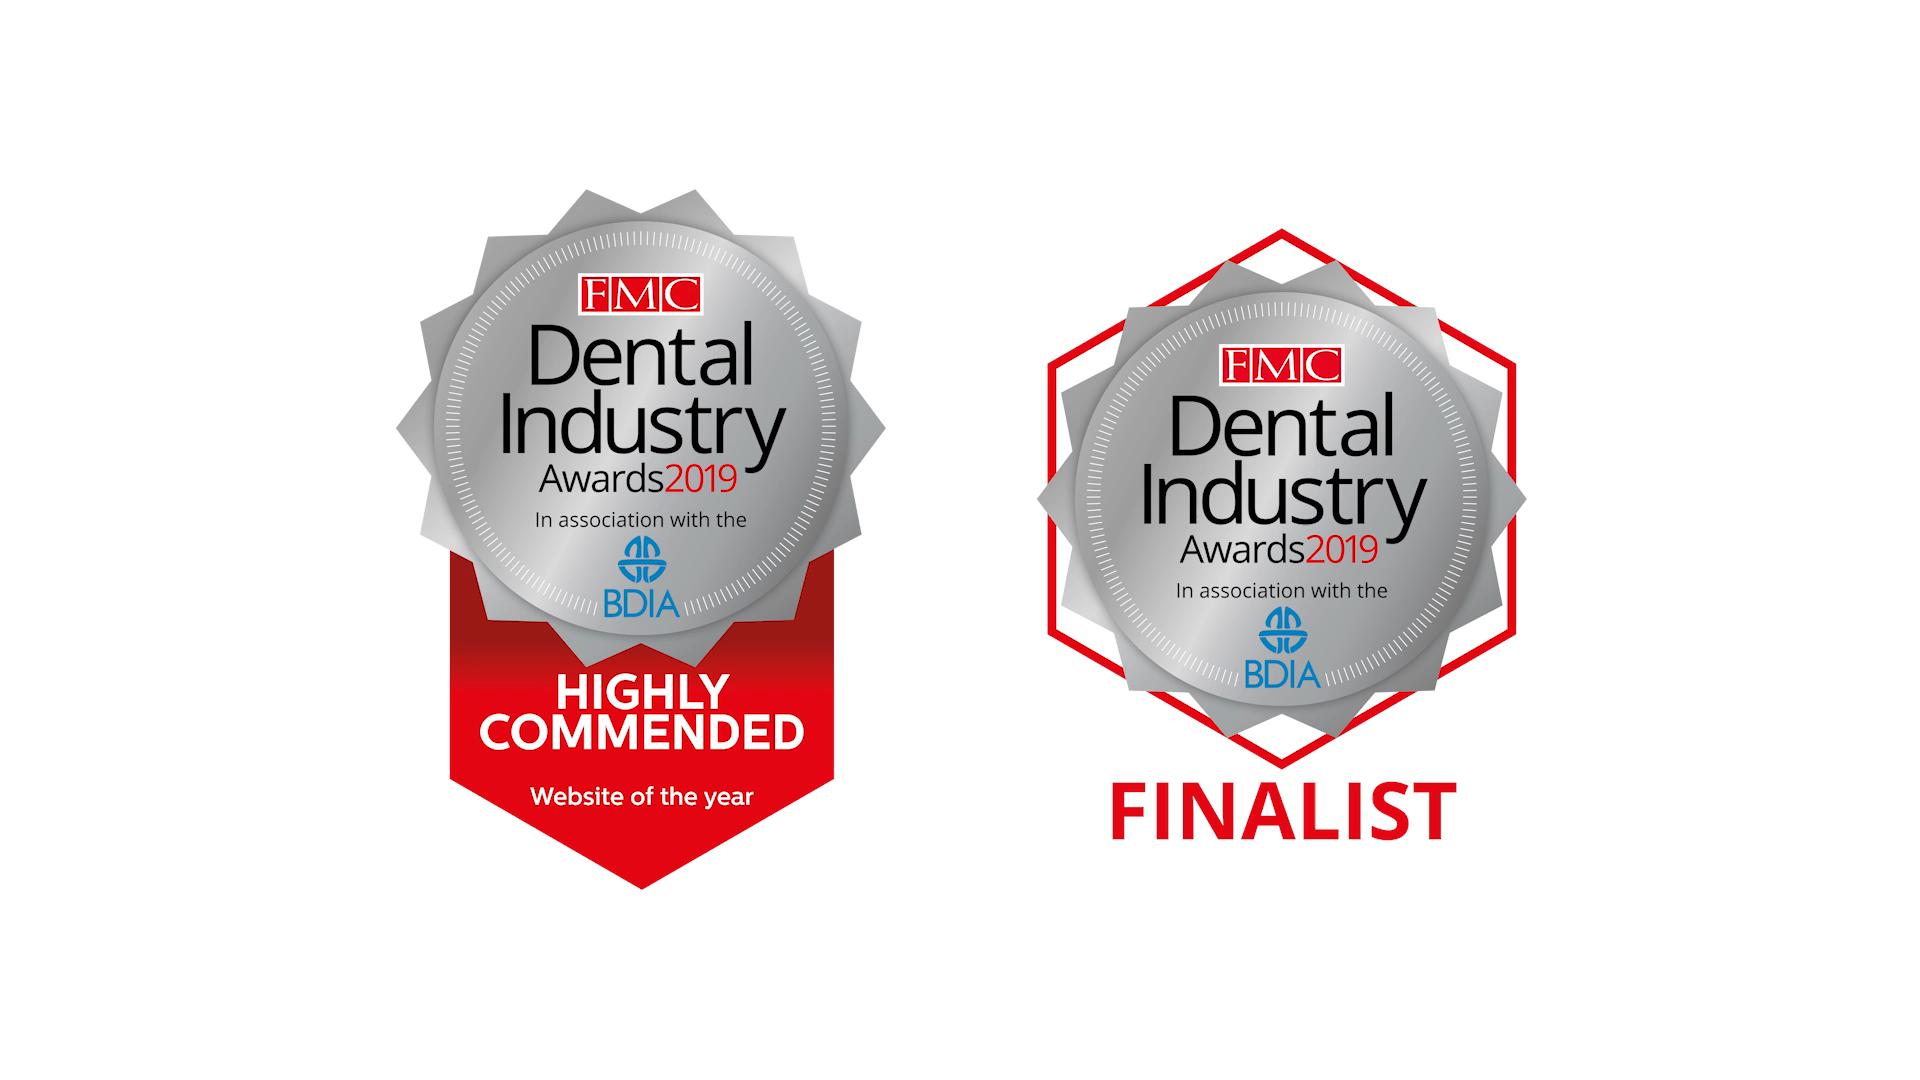 FMC
Dental
Industry
Awards2019
In association with the
BDIA
HIGHLY
COMMENDED
Website of the year
FMC
Dental
Industry
Awards2019
In association with the
BDIA
FINALIST